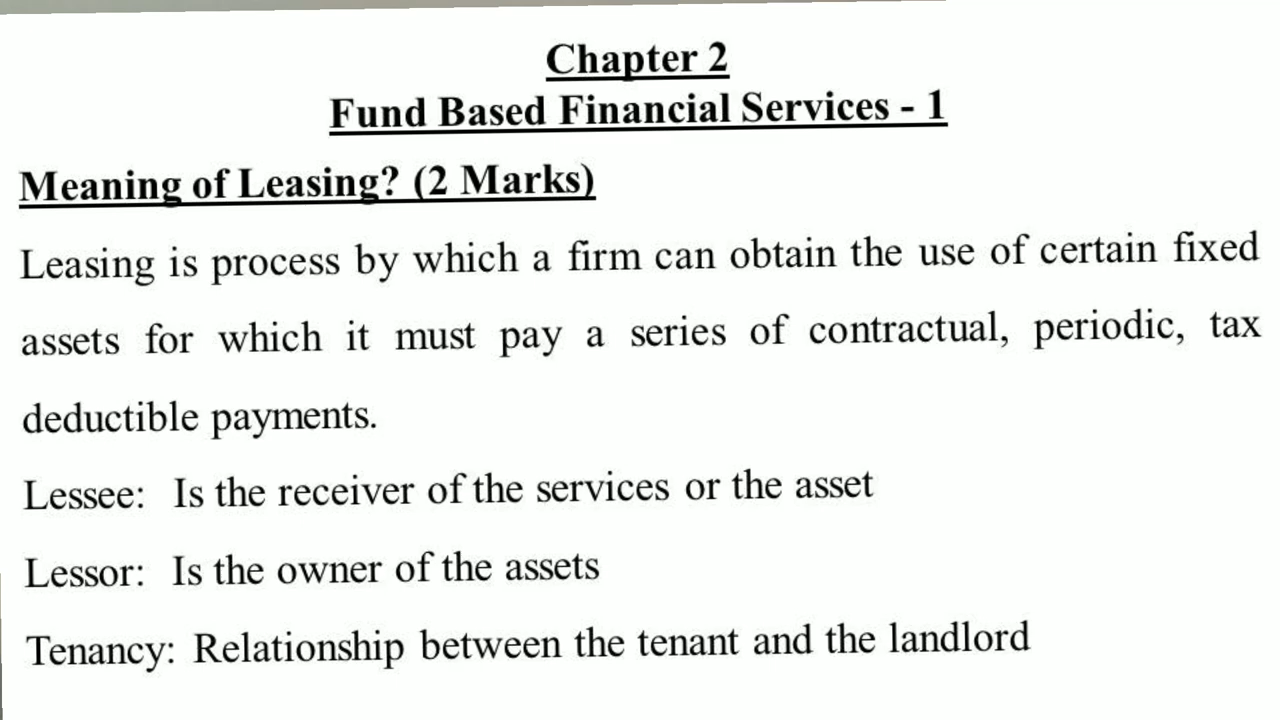 Chapter 2
Fund Based Financial Services - 1
Meaning of Leasing? (2 Marks)
Leasing is process by which a firm can obtain the use of certain fixed
assets for which it must pay a series of contractual, periodic, tax
deductible payments.
Lessee: Is the receiver of the services or the asset
Lessor: Is the owner of the assets
Tenancy: Relationship between the tenant and the landlord